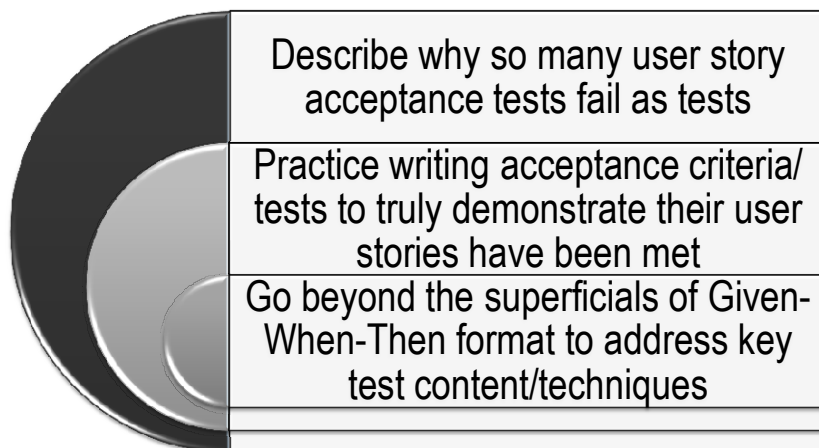 Describe why so many user story
acceptance tests fail as tests
Practice writing acceptance criteria/
tests to truly demonstrate their user
stories have been met
Go beyond the superficials of Given-
When-Then format to address key
test content/techniques